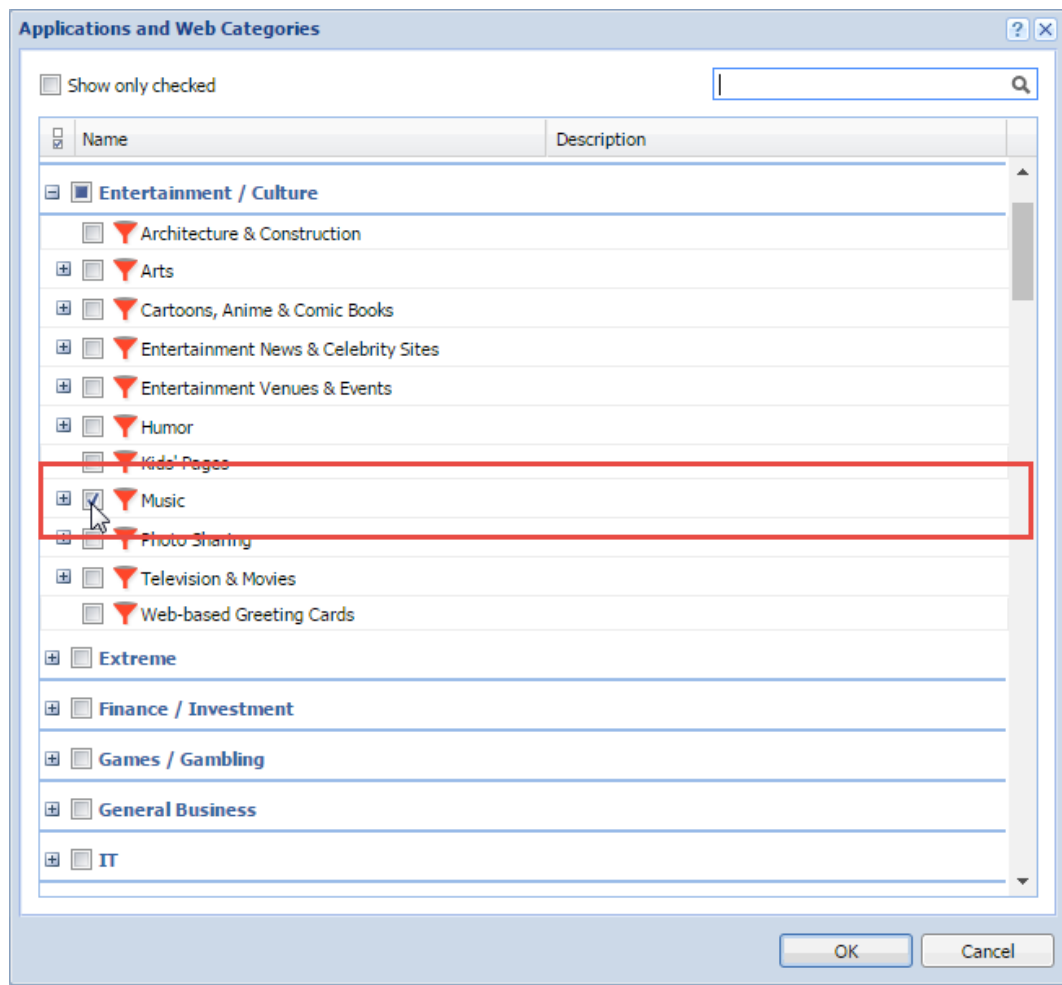 Applications and Web Categories
Show only checked
Name Description
Entertainment / Culture
Architecture & Construction
Arts
Cartoons, Anime & Comic Books
Entertainment News & Celebrity Sites
Entertainment Venues & Events
Humor
Kids' Pages
Music
Photo Sharing
Television & Movies
Web-based Greeting Cards
Extreme
Finance / Investment
Games / Gambling
General Business
IT
OK Cancel